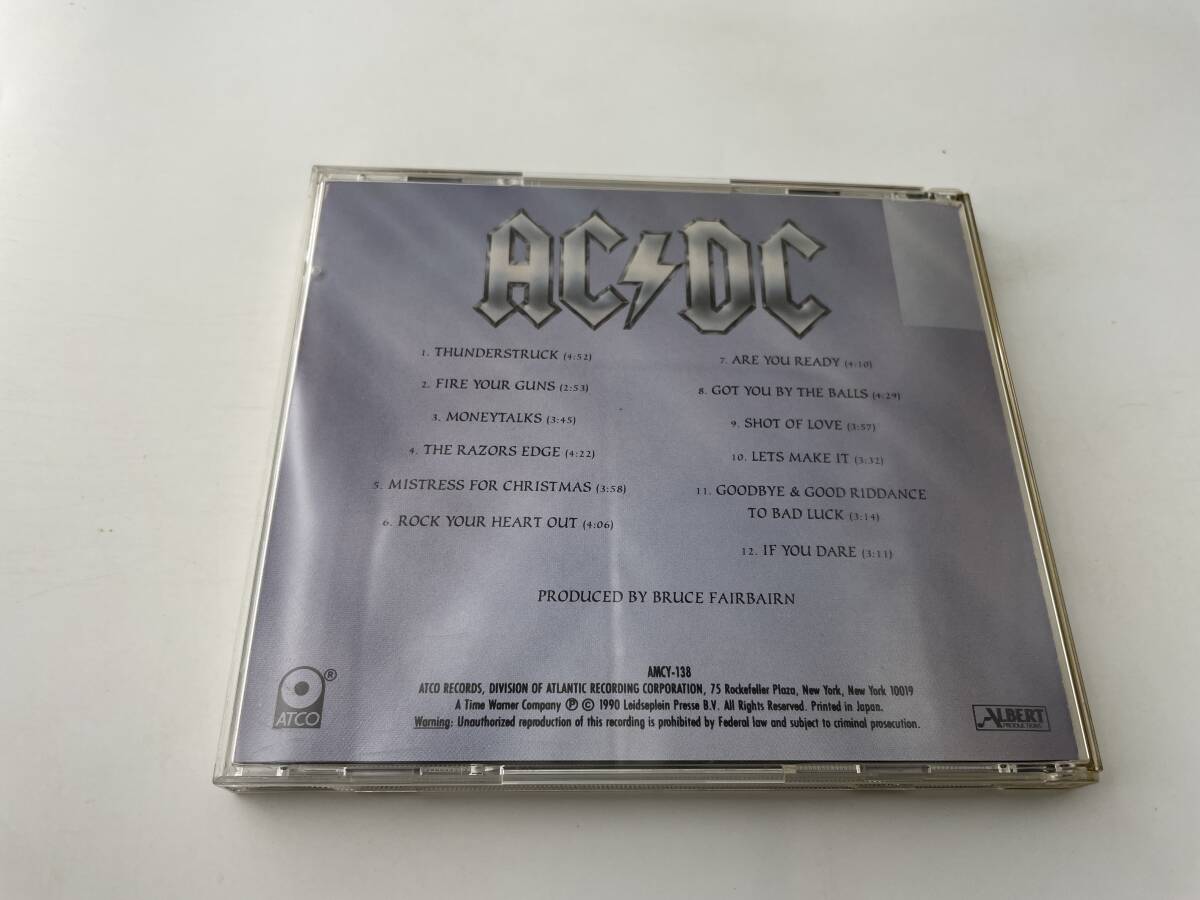 AC⚡DC
1. THUNDERSTRUCK (4:52)
2. FIRE YOUR GUNS (2:53)
3. MONEYTALKS (3:45)
4. THE RAZORS EDGE (4:22)
5. MISTRESS FOR CHRISTMAS (3:58)
6. ROCK YOUR HEART OUT (4:06)
7. ARE YOU READY (4:10)
8. GOT YOU BY THE BALLS (4:29)
9. SHOT OF LOVE (3:57)
10. LETS MAKE IT (3:32)
11. GOODBYE & GOOD RIDDANCE
TO BAD LUCK (3:14)
12. IF YOU DARE (3:11)
PRODUCED BY BRUCE FAIRBAIRN
AMCY-138
ATCO RECORDS, DIVISION OF ATLANTIC RECORDING CORPORATION, 75 Rockefeller Plaza, New York, New York 10019
A Time Warner Company Ⓟ © 1990 Leidseplein Presse B.V. All Rights Reserved. Printed in Japan.
Warning: Unauthorized reproduction of this recording is prohibited by Federal law and subject to criminal prosecution.
ATCO ®
ALBERT
PRODUCTIONS